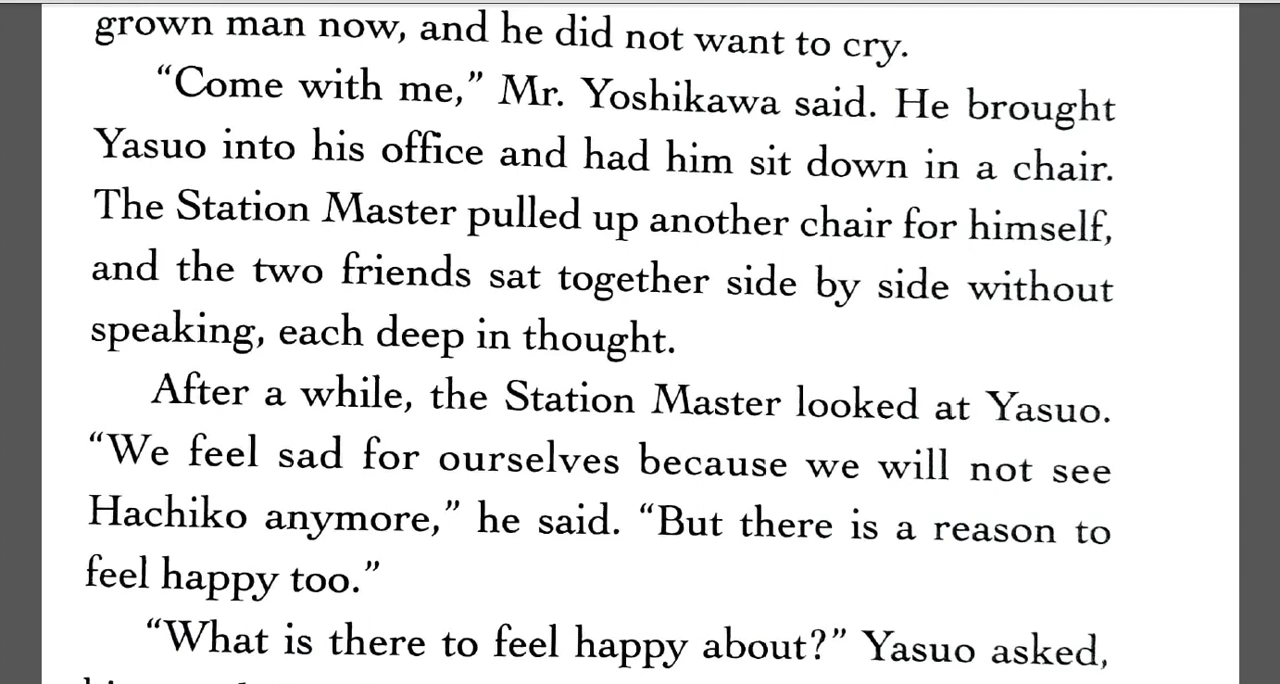 grown man now, and he did not want to cry.
“Come with me,” Mr. Yoshikawa said. He brought
Yasuo into his office and had him sit down in a chair.
The Station Master pulled up another chair for himself,
and the two friends sat together side by side without
speaking, each deep in thought.
After a while, the Station Master looked at Yasuo.
“We feel sad for ourselves because we will not see
Hachiko anymore,” he said. “But there is a reason to
feel happy too.”
“What is there to feel happy about?” Yasuo asked,